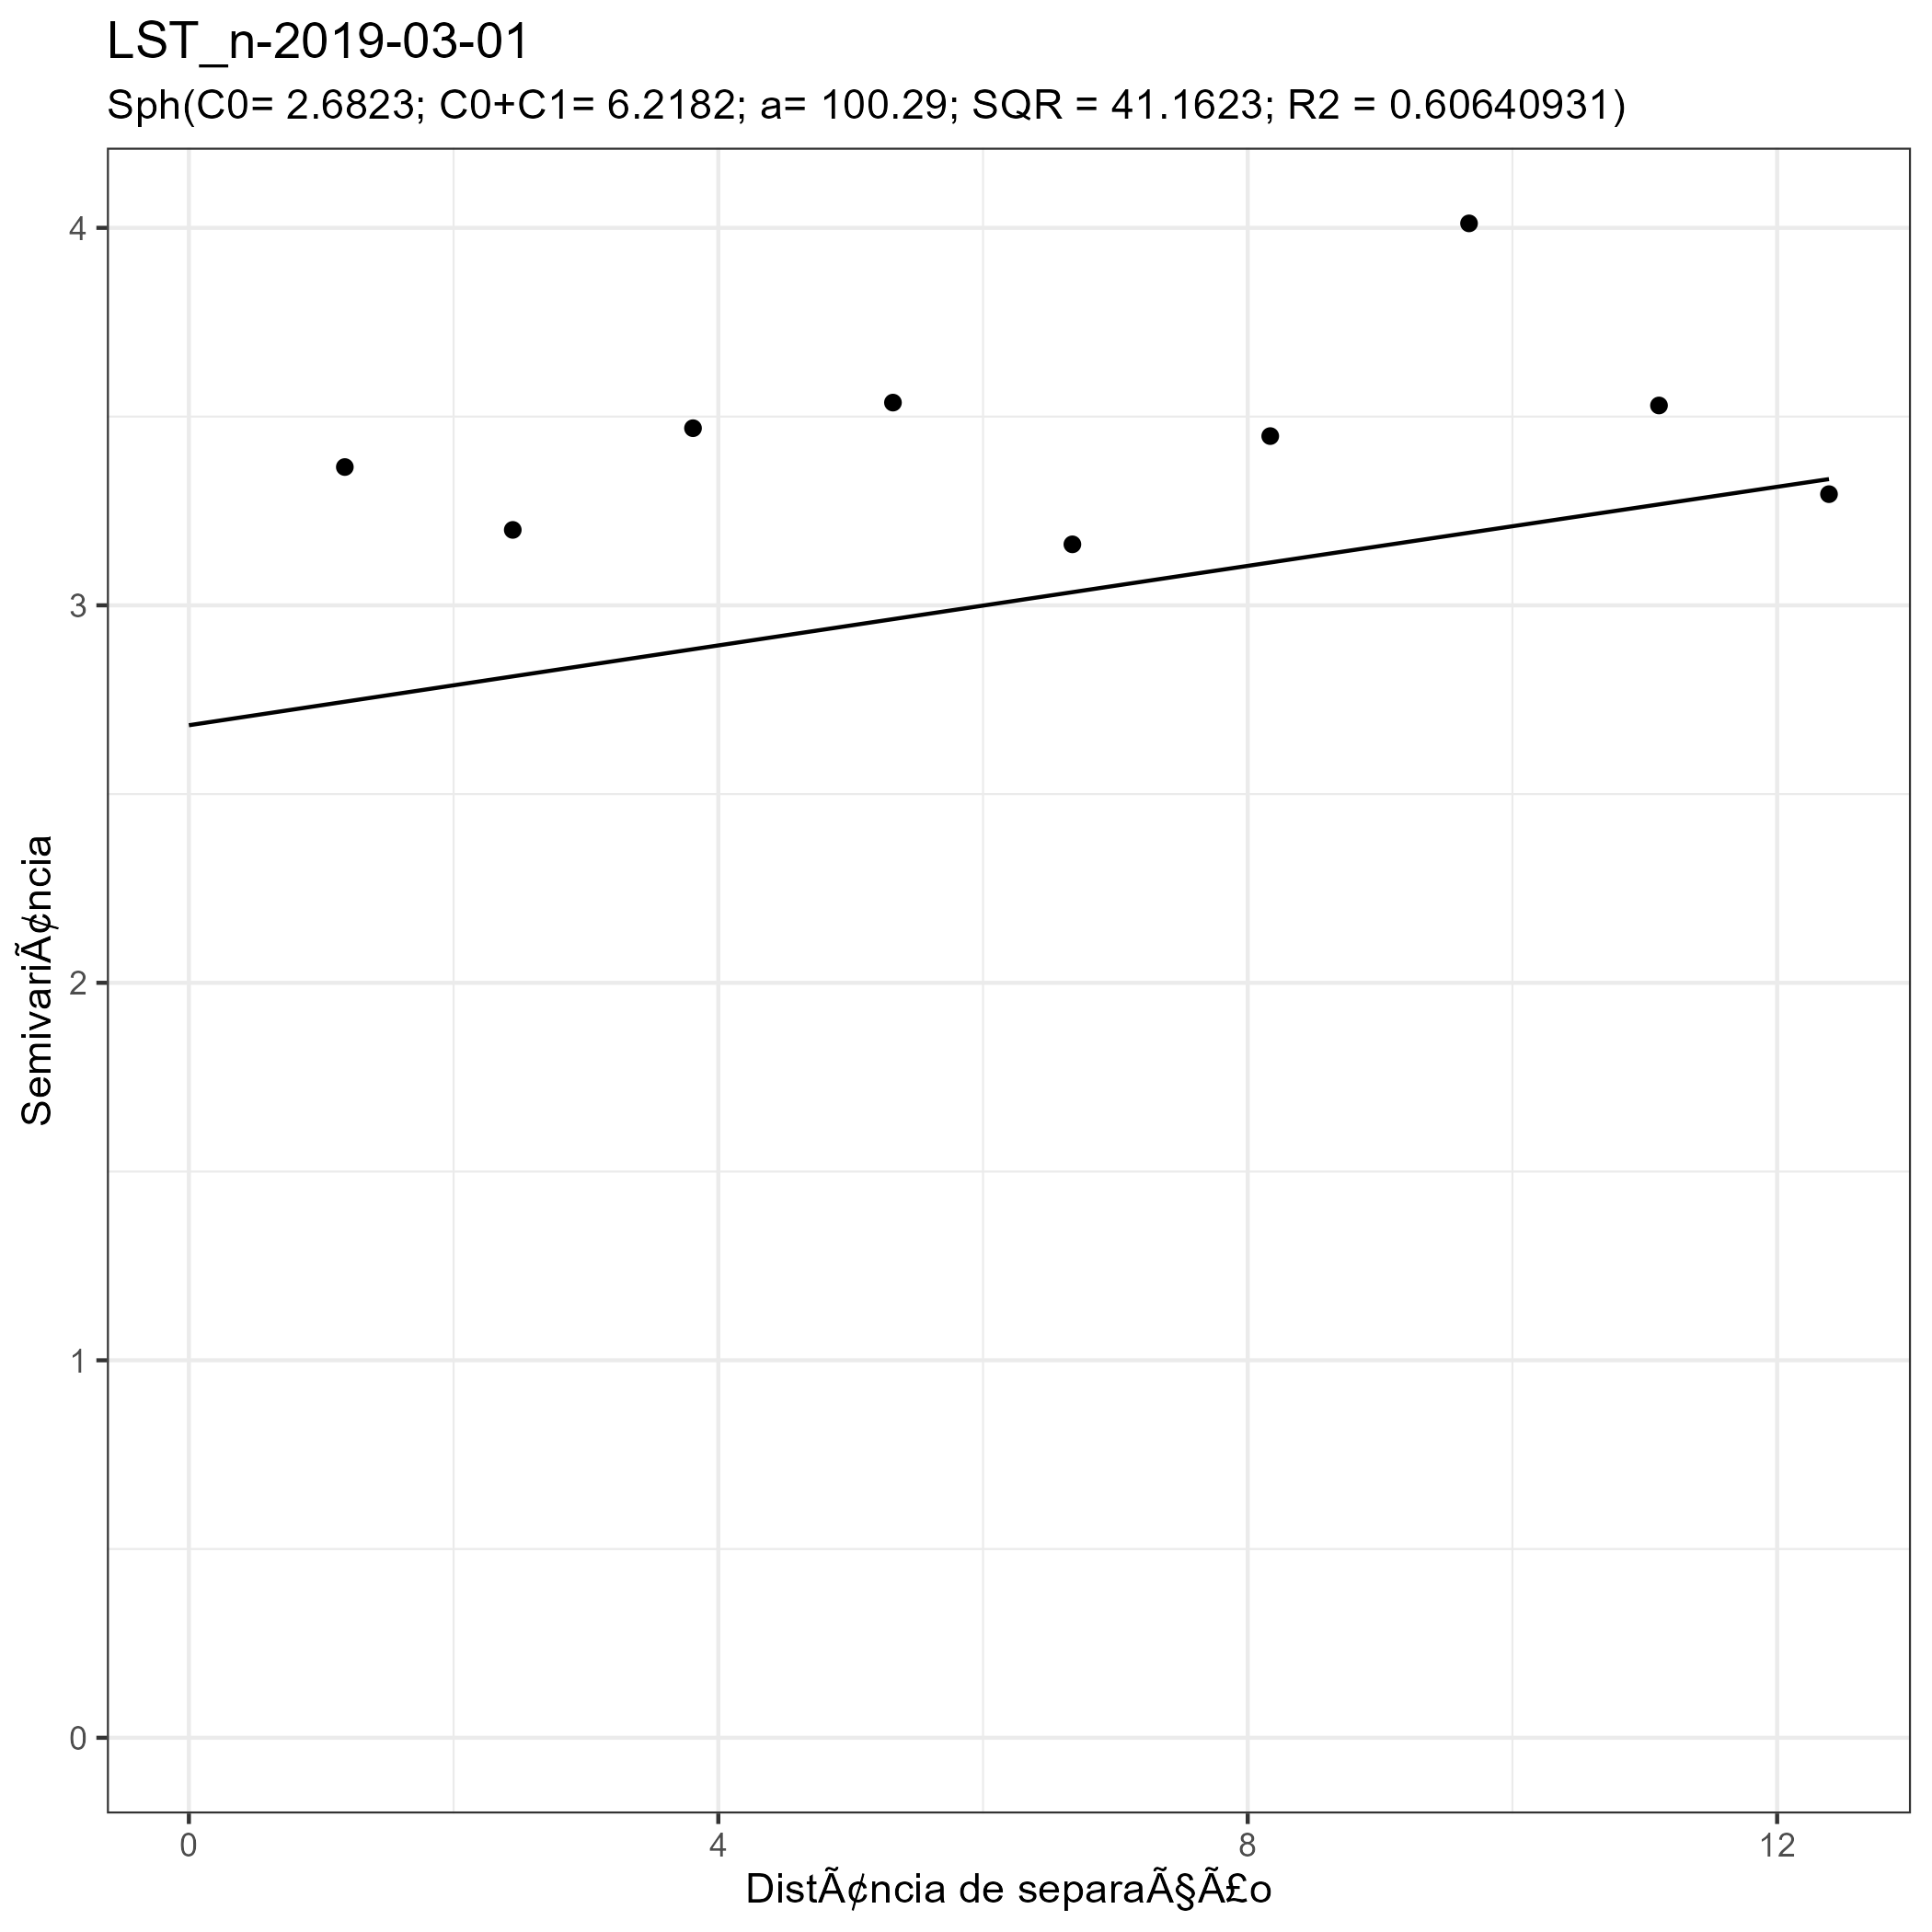 LST_n-2019-03-01
Sph(C0= 2.6823; C0+C1= 6.2182; a= 100.29; SQR = 41.1623; R2 = 0.60640931)
4
3
2
1
0
SemivariÃ¢ncia
0 4 8 12
DistÃ¢ncia de separaÃ§Ã£o